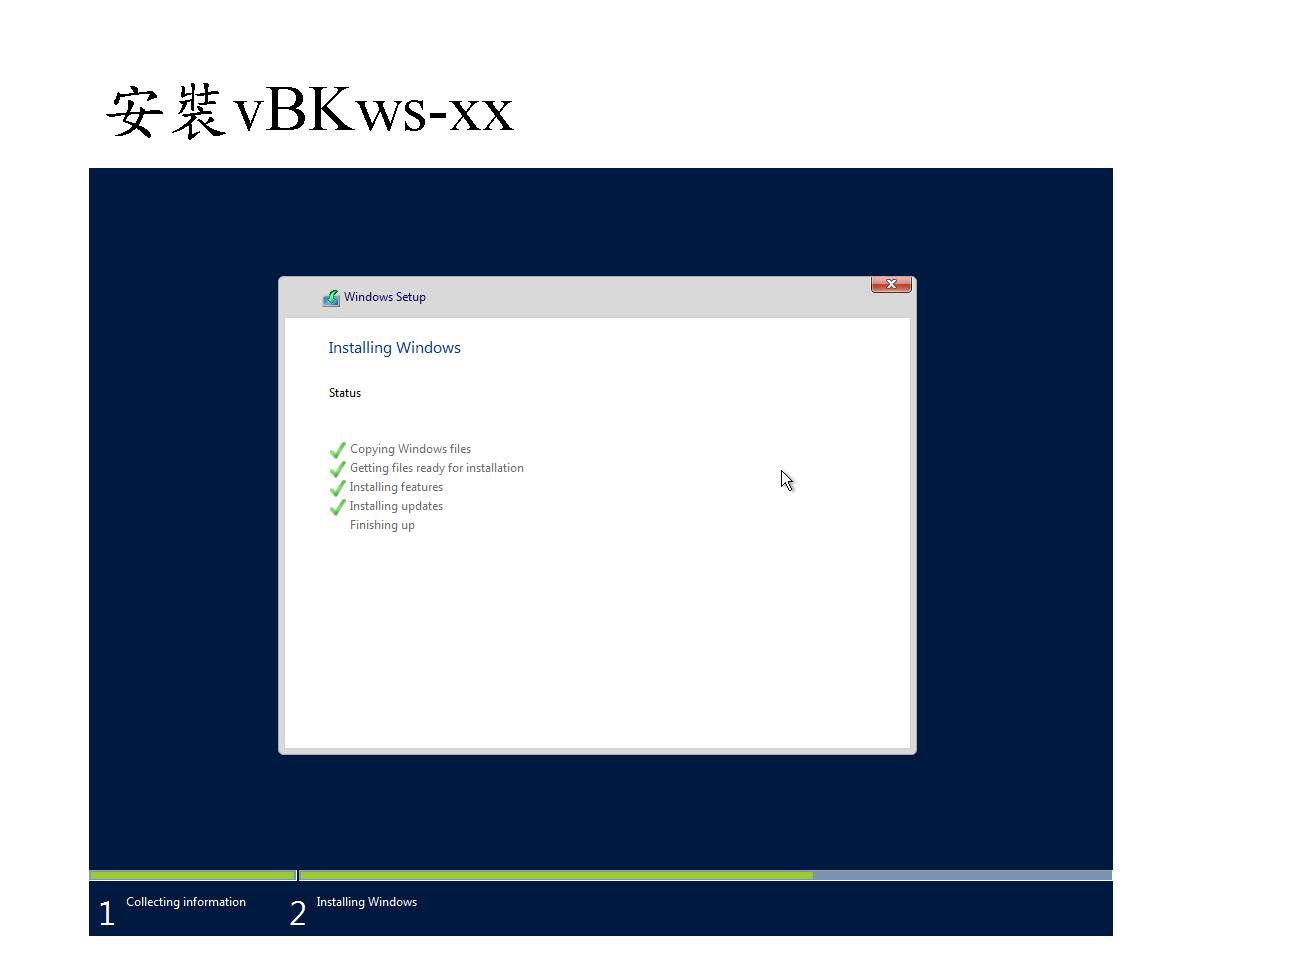 安裝vBKws-xx
Windows Setup
Installing Windows
Status
Copying Windows files
Getting files ready for installation
Installing features
Installing updates
Finishing up
1 Collecting information 2 Installing Windows